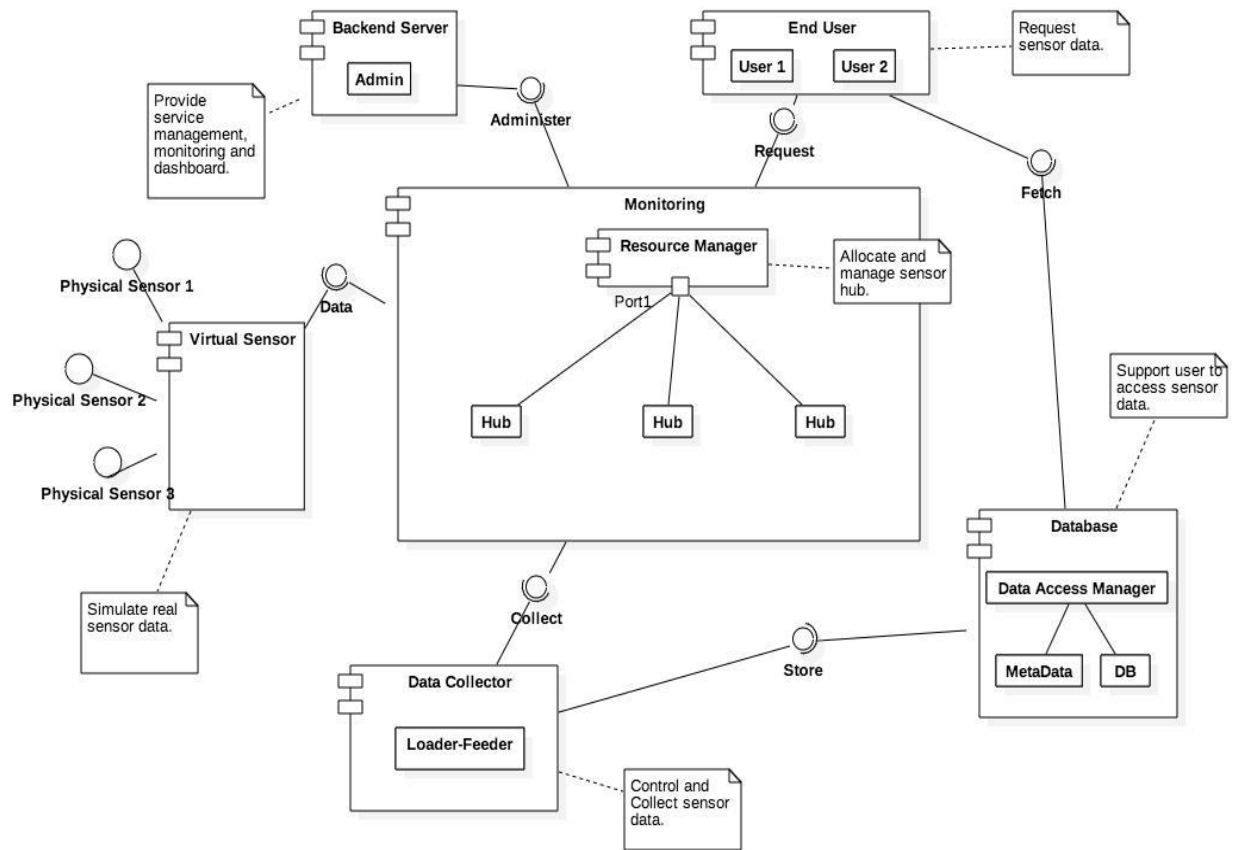 Backend Server
Admin
End User
User 1
User 2
Request
sensor data.
Provide
service
management,
monitoring and
dashboard.
Administer
Request
Fetch
Monitoring
Resource Manager
Port1
Allocate and
manage sensor
hub.
Physical Sensor 1
Data
Virtual Sensor
Physical Sensor 2
Physical Sensor 3
Hub
Hub
Hub
Support user to
access sensor
data.
Database
Data Access Manager
MetaData
DB
Simulate real
sensor data.
Collect
Store
Data Collector
Loader-Feeder
Control and
Collect sensor
data.